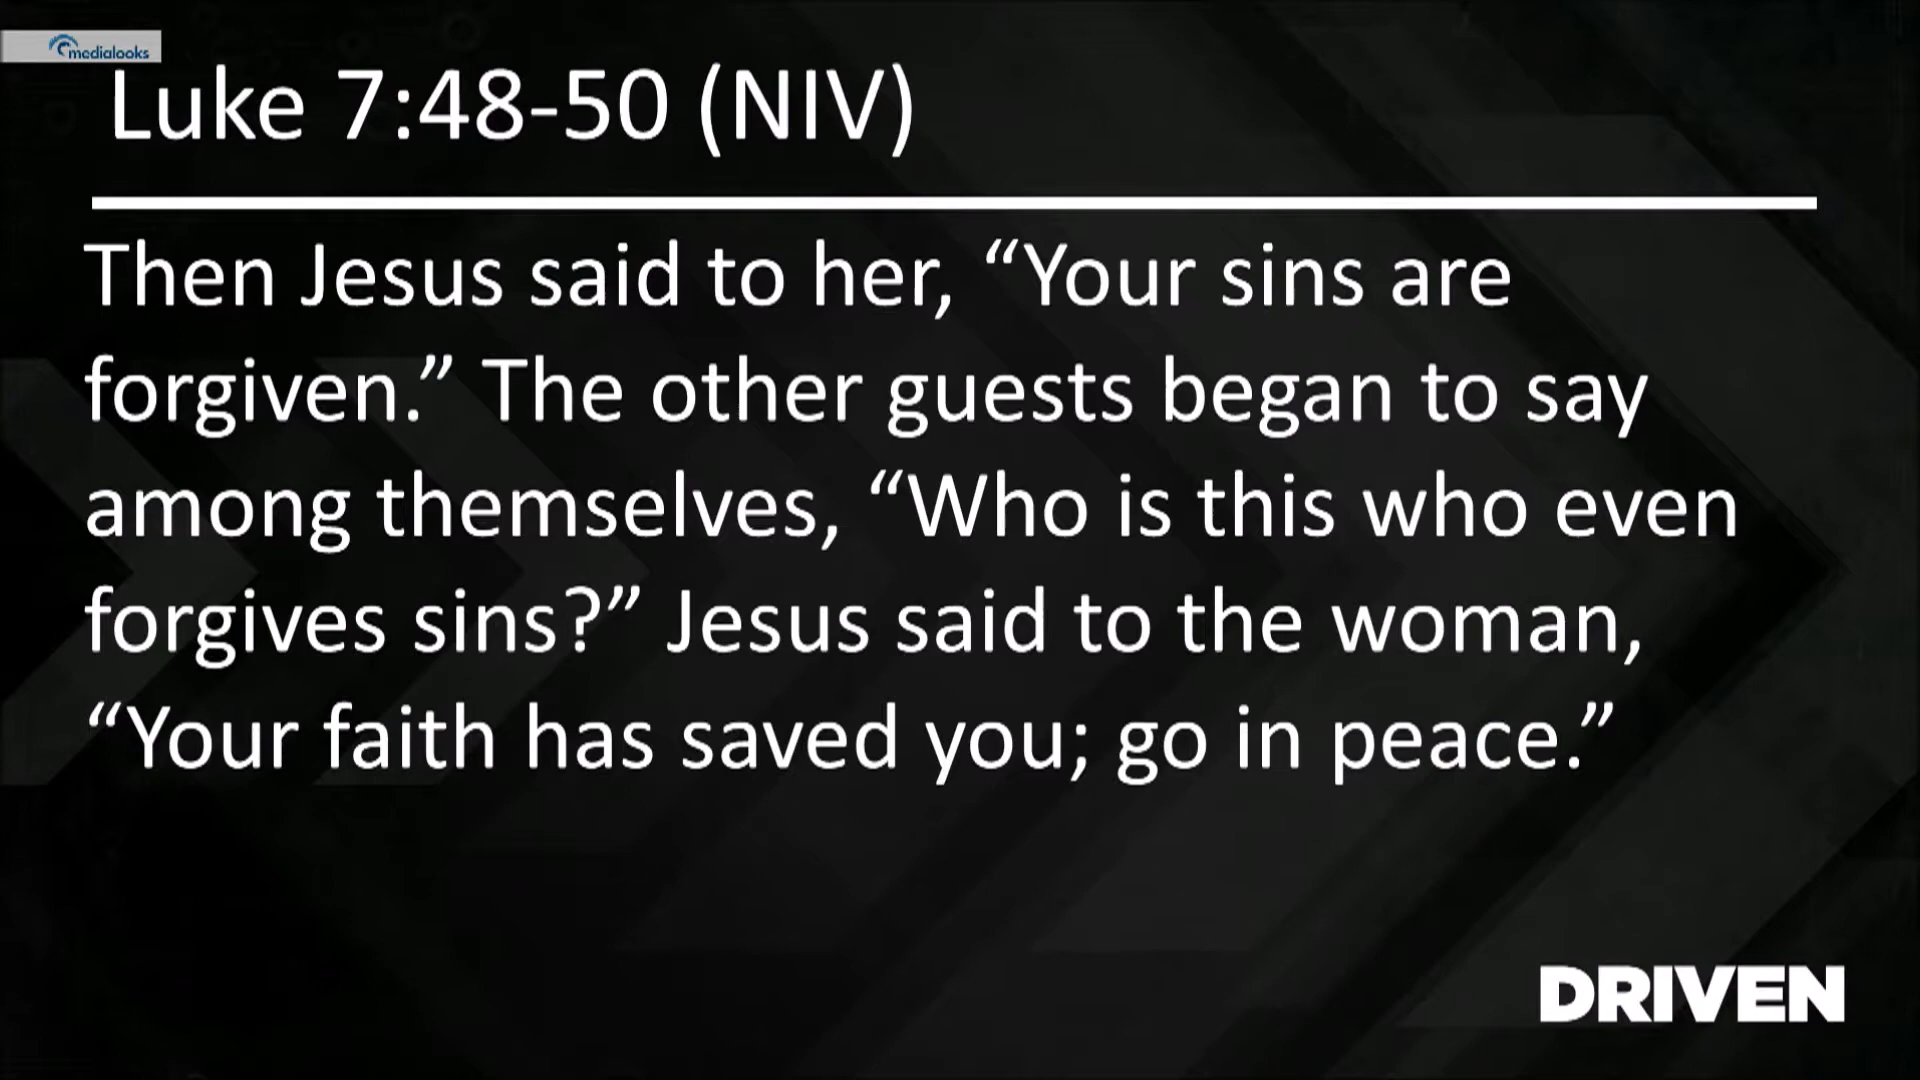 medialooks
Luke 7:48-50 (NIV)
Then Jesus said to her, “Your sins are
forgiven.” The other guests began to say
among themselves, “Who is this who even
forgives sins?” Jesus said to the woman,
“Your faith has saved you; go in peace.”
DRIVEN